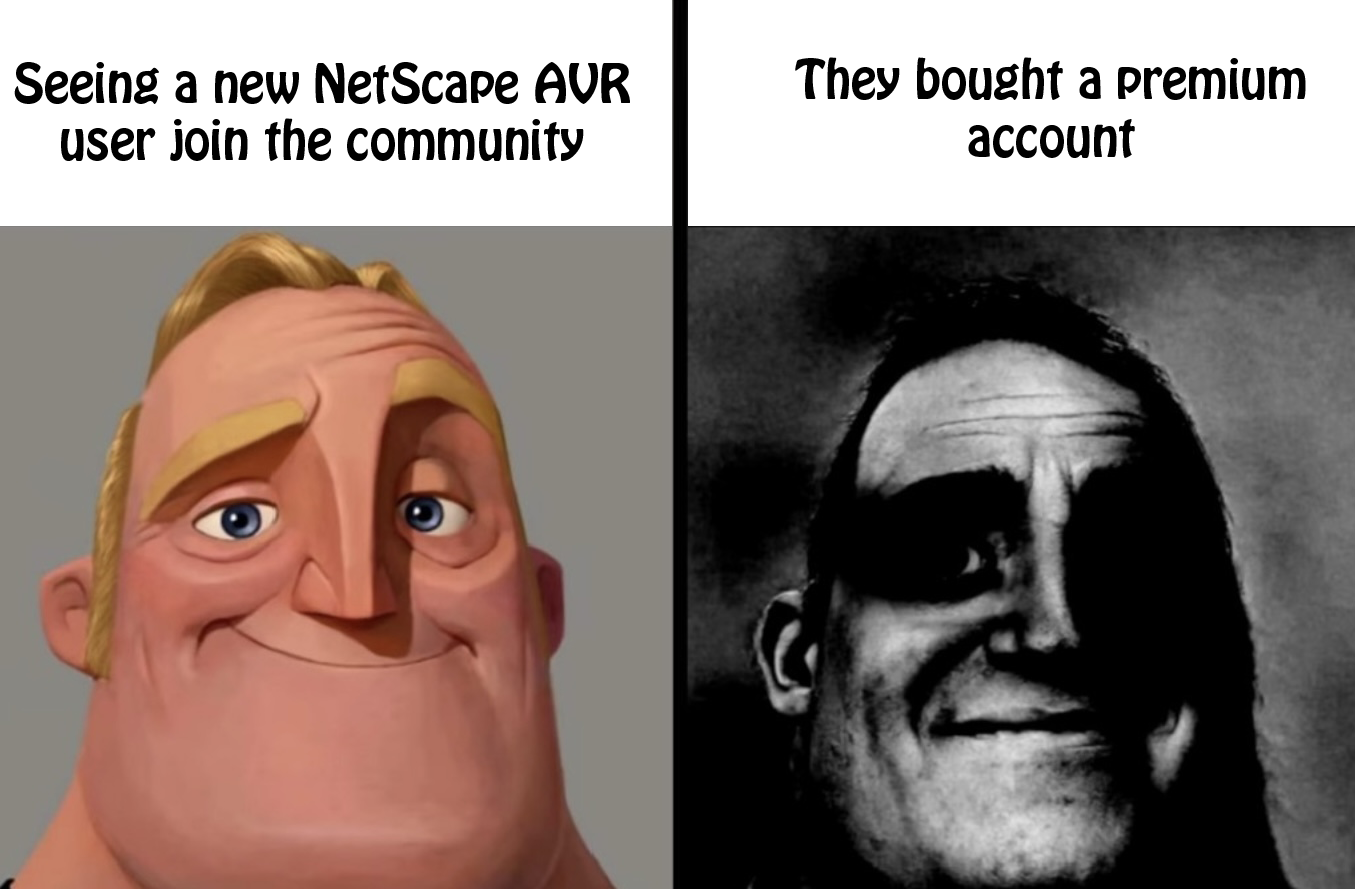 Seeing a new NetScape AVR
user join the community
They bought a premium
account